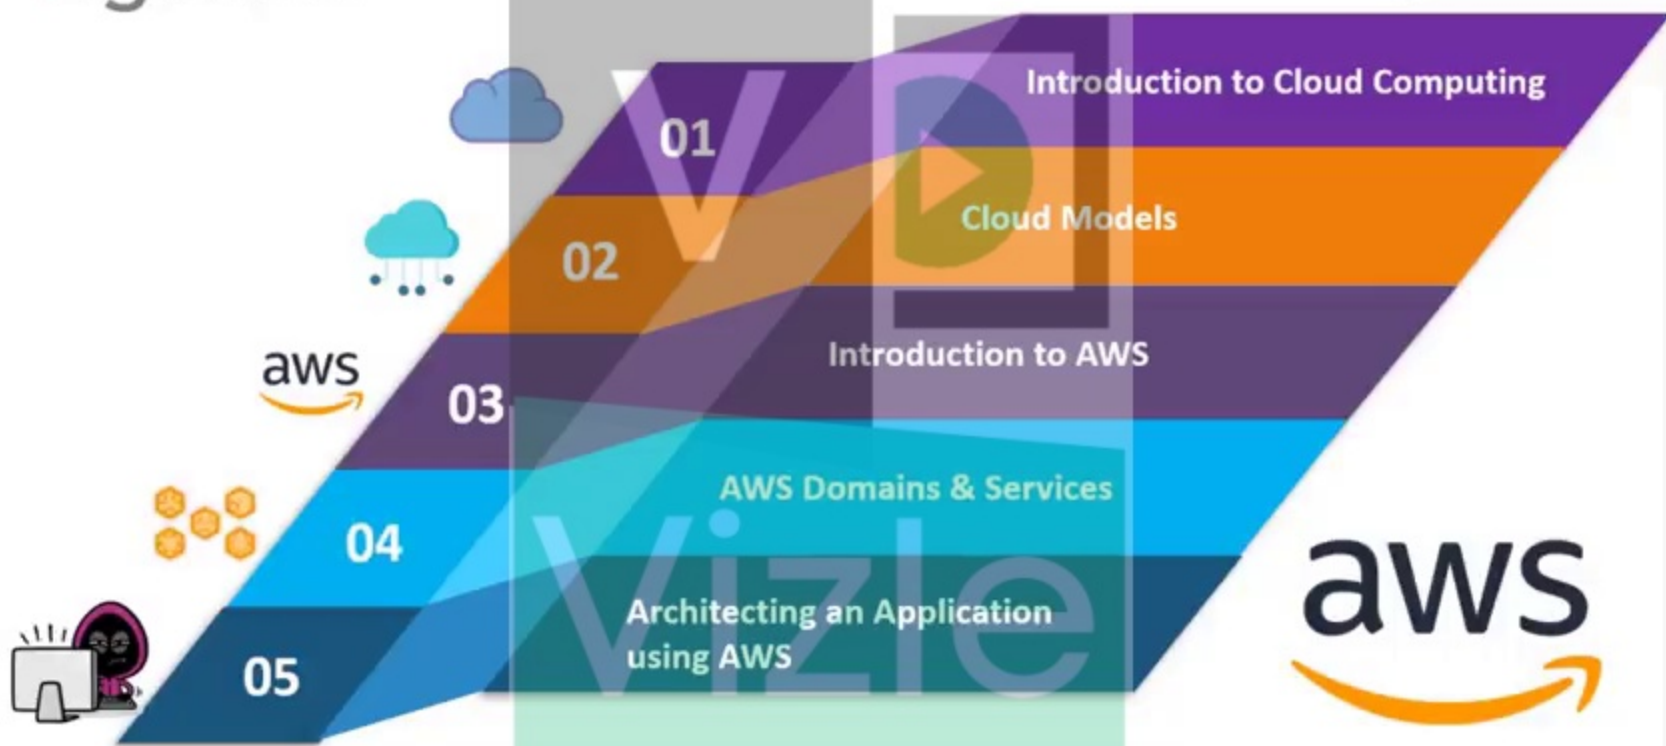 01
Introduction to Cloud Computing
02
Cloud Models
aws
03
Introduction to AWS
04
AWS Domains & Services
05
Architecting an Application
using AWS
aws
V
Vizle